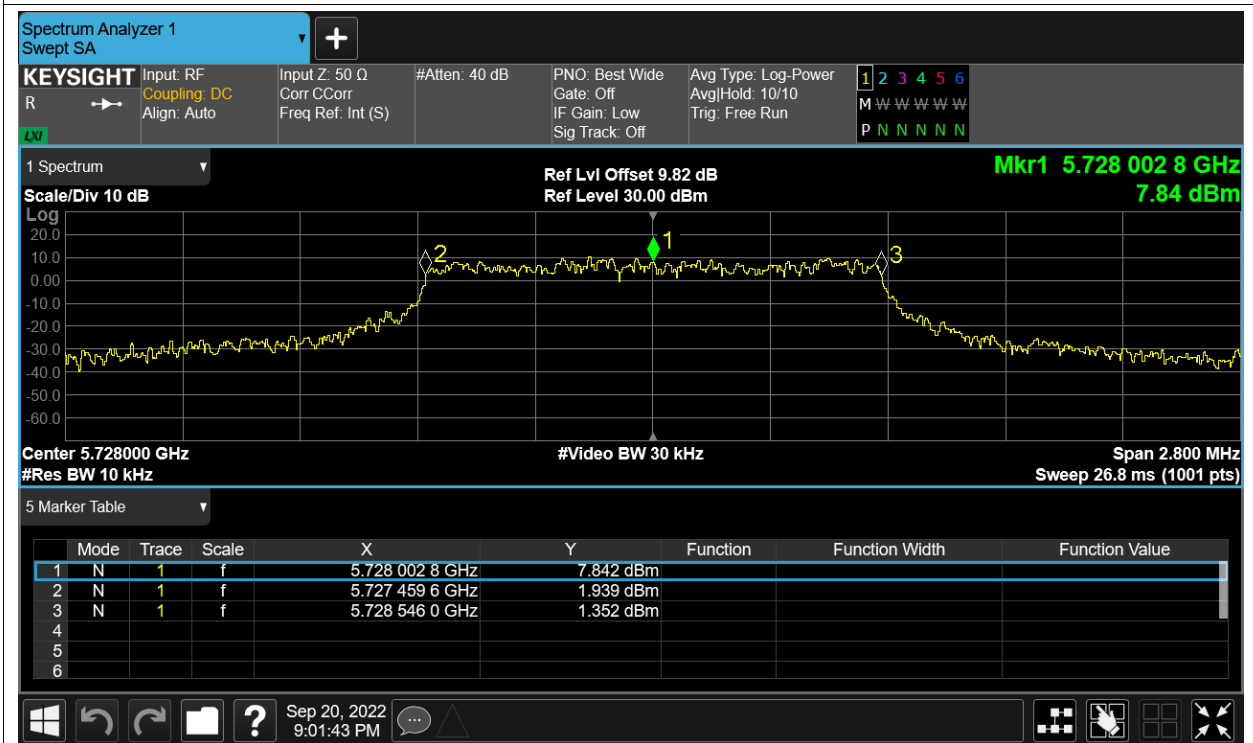 Spectrum Analyzer 1
Swept SA
KEYSIGHT
R
LXI
Input: RF
Coupling: DC
Align: Auto
Input Z: 50 Ω
Corr CCorr
Freq Ref: Int (S)
#Atten: 40 dB
PNO: Best Wide
Gate: Off
IF Gain: Low
Sig Track: Off
Avg Type: Log-Power
Avg|Hold: 10/10
Trig: Free Run
1 2 3 4 5 6
M W W W W W
P N N N N N
1 Spectrum
Scale/Div 10 dB
Ref Lvl Offset 9.82 dB
Ref Level 30.00 dBm
Mkr1 5.728 002 8 GHz
7.84 dBm
Log
20.0
10.0
0.00
-10.0
-20.0
-30.0
-40.0
-50.0
-60.0
2
1
3
Center 5.728000 GHz
#Video BW 30 kHz
Span 2.800 MHz
#Res BW 10 kHz
Sweep 26.8 ms (1001 pts)
5 Marker Table
Mode Trace Scale X Y Function Function Width Function Value
1 N 1 f 5.728 002 8 GHz 7.842 dBm
2 N 1 f 5.727 459 6 GHz 1.939 dBm
3 N 1 f 5.728 546 0 GHz 1.352 dBm
4
5
6
?
Sep 20, 2022
9:01:43 PM